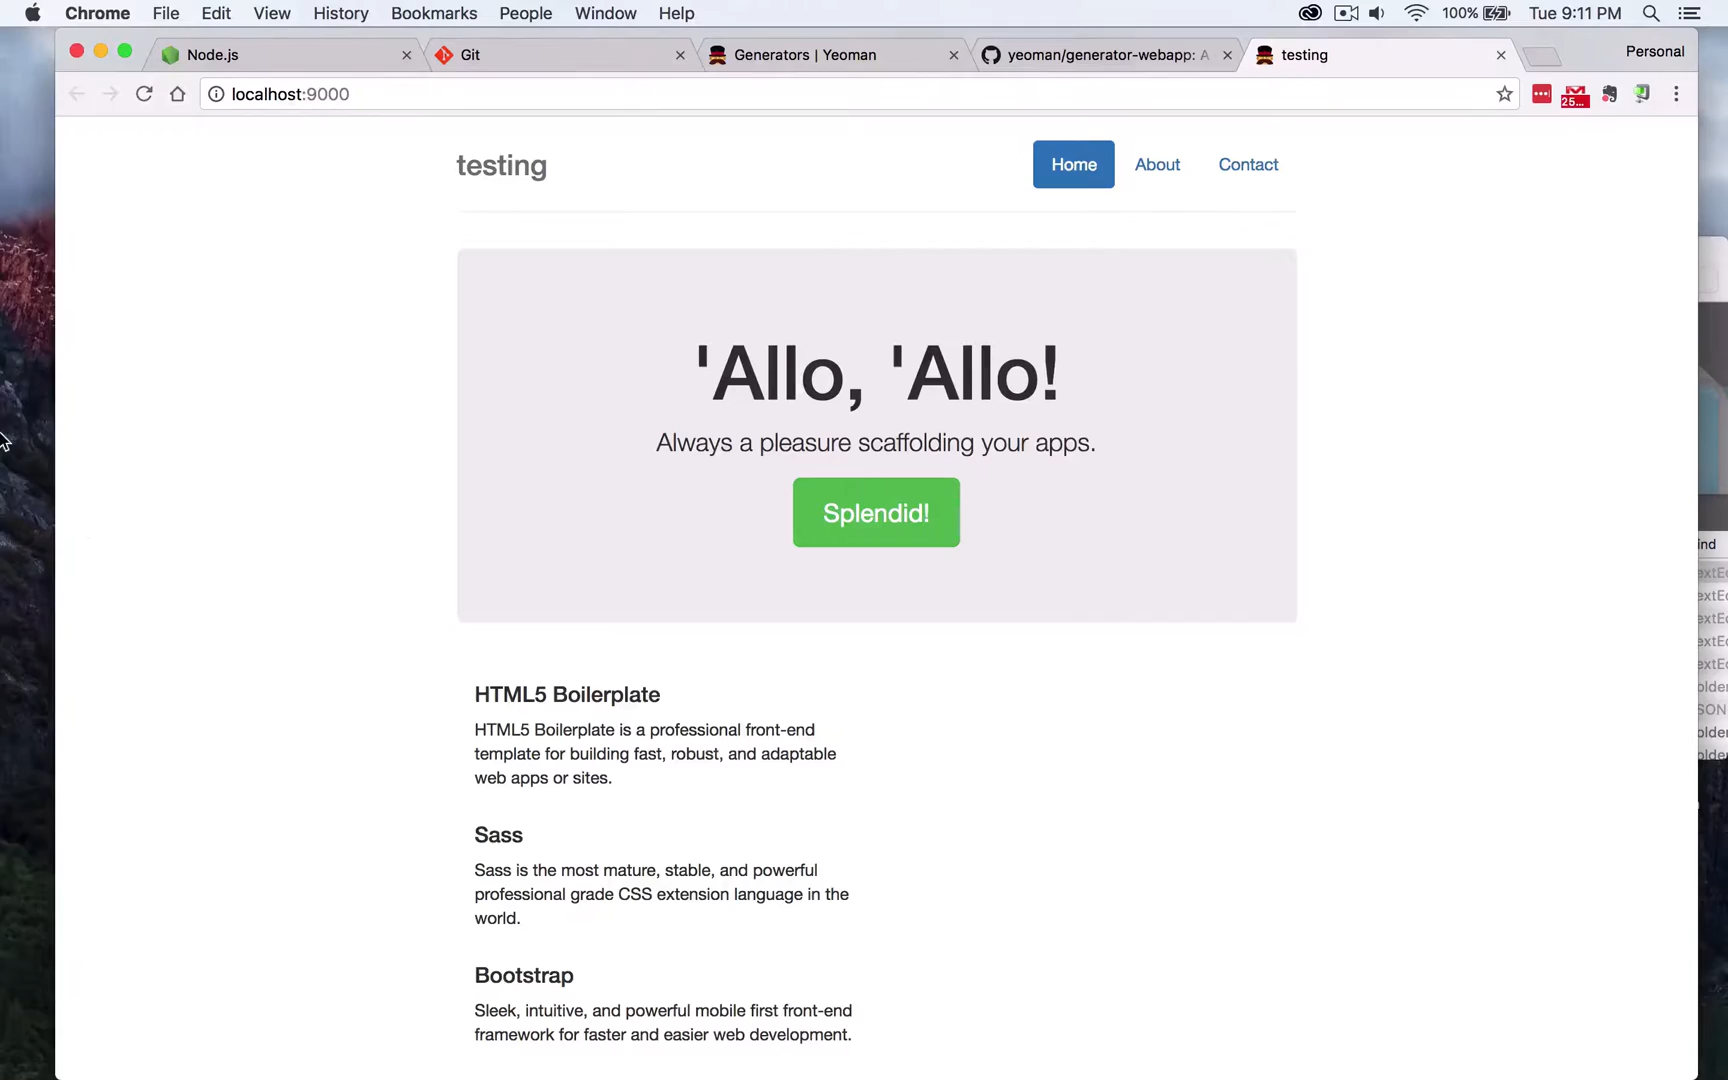 Chrome File Edit View History Bookmarks People Window Help 100% Tue 9:11 PM
Node.js Git Generators | Yeoman yeoman/generator-webapp: A testing Personal
localhost:9000
25...
testing Home About Contact
'Allo, 'Allo!
Always a pleasure scaffolding your apps.
Splendid!
HTML5 Boilerplate
HTML5 Boilerplate is a professional front-end
template for building fast, robust, and adaptable
web apps or sites.
Sass
Sass is the most mature, stable, and powerful
professional grade CSS extension language in the
world.
Bootstrap
Sleek, intuitive, and powerful mobile first front-end
framework for faster and easier web development.